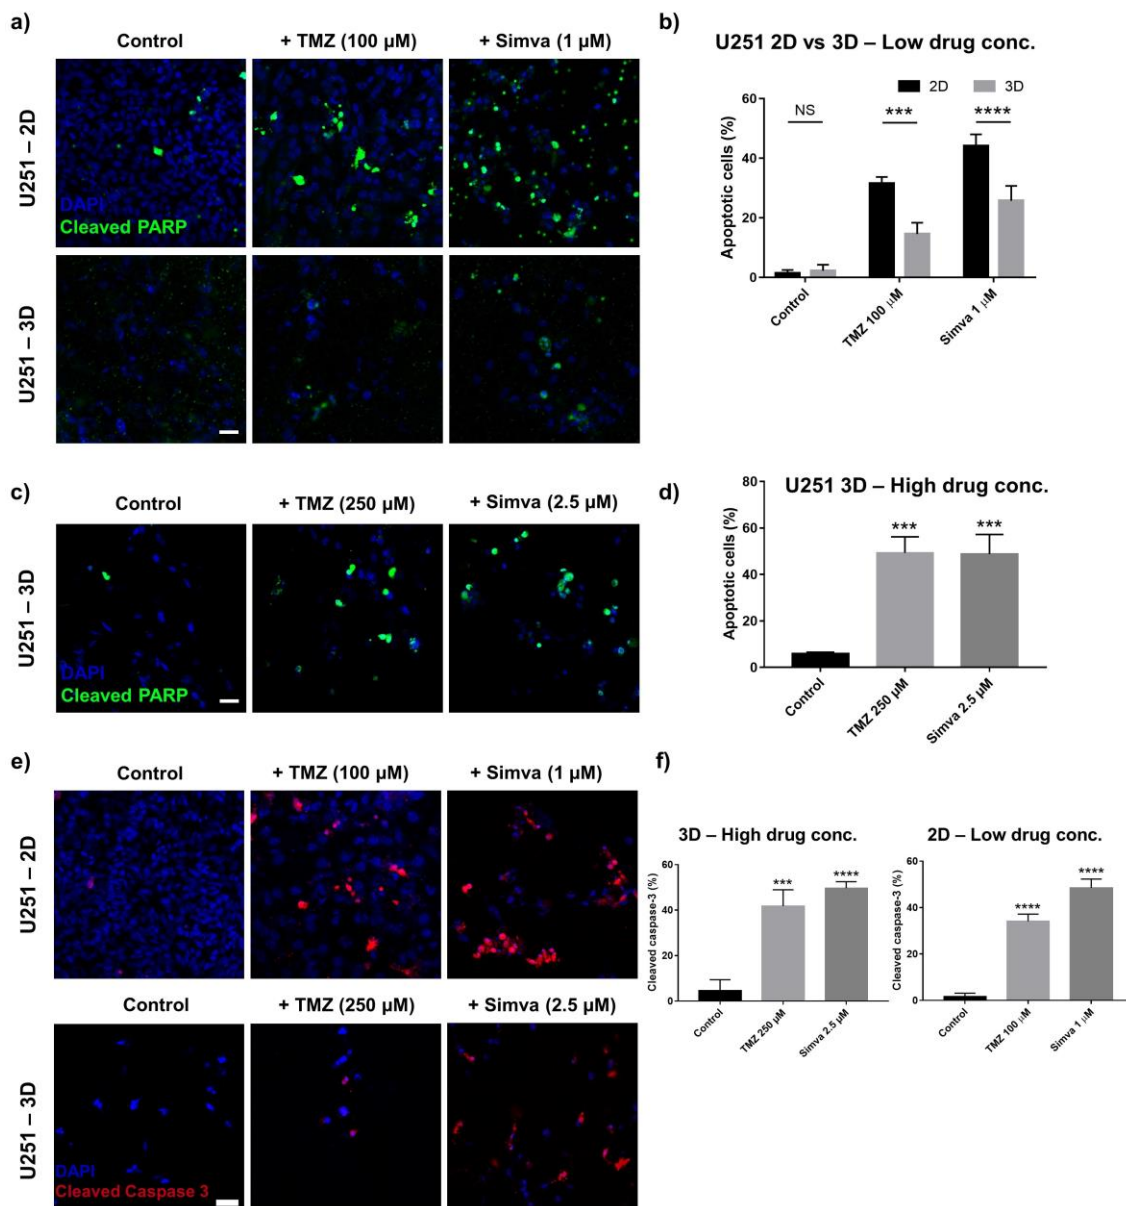 a)
Control
+ TMZ (100 µM)
+ Simva (1 µM)
U251 – 2D
DAPI
Cleaved PARP
U251 – 3D
b)
U251 2D vs 3D – Low drug conc.
2D
3D
NS
***
****
Apoptotic cells (%)
60
40
20
0
Control
TMZ 100 µM
Simva 1 µM
c)
Control
+ TMZ (250 µM)
+ Simva (2.5 µM)
U251 – 3D
DAPI
Cleaved PARP
d)
U251 3D – High drug conc.
Apoptotic cells (%)
80
60
40
20
0
***
***
Control
TMZ 250 µM
Simva 2.5 µM
e)
Control
+ TMZ (100 µM)
+ Simva (1 µM)
U251 – 2D
Control
+ TMZ (250 µM)
+ Simva (2.5 µM)
U251 – 3D
DAPI
Cleaved Caspase 3
f)
3D – High drug conc.
Cleaved caspase-3 (%)
60
40
20
0
***
****
Control
TMZ 250 µM
Simva 2.5 µM
2D – Low drug conc.
Cleaved caspase-3 (%)
60
40
20
0
****
****
Control
TMZ 100 µM
Simva 1 µM